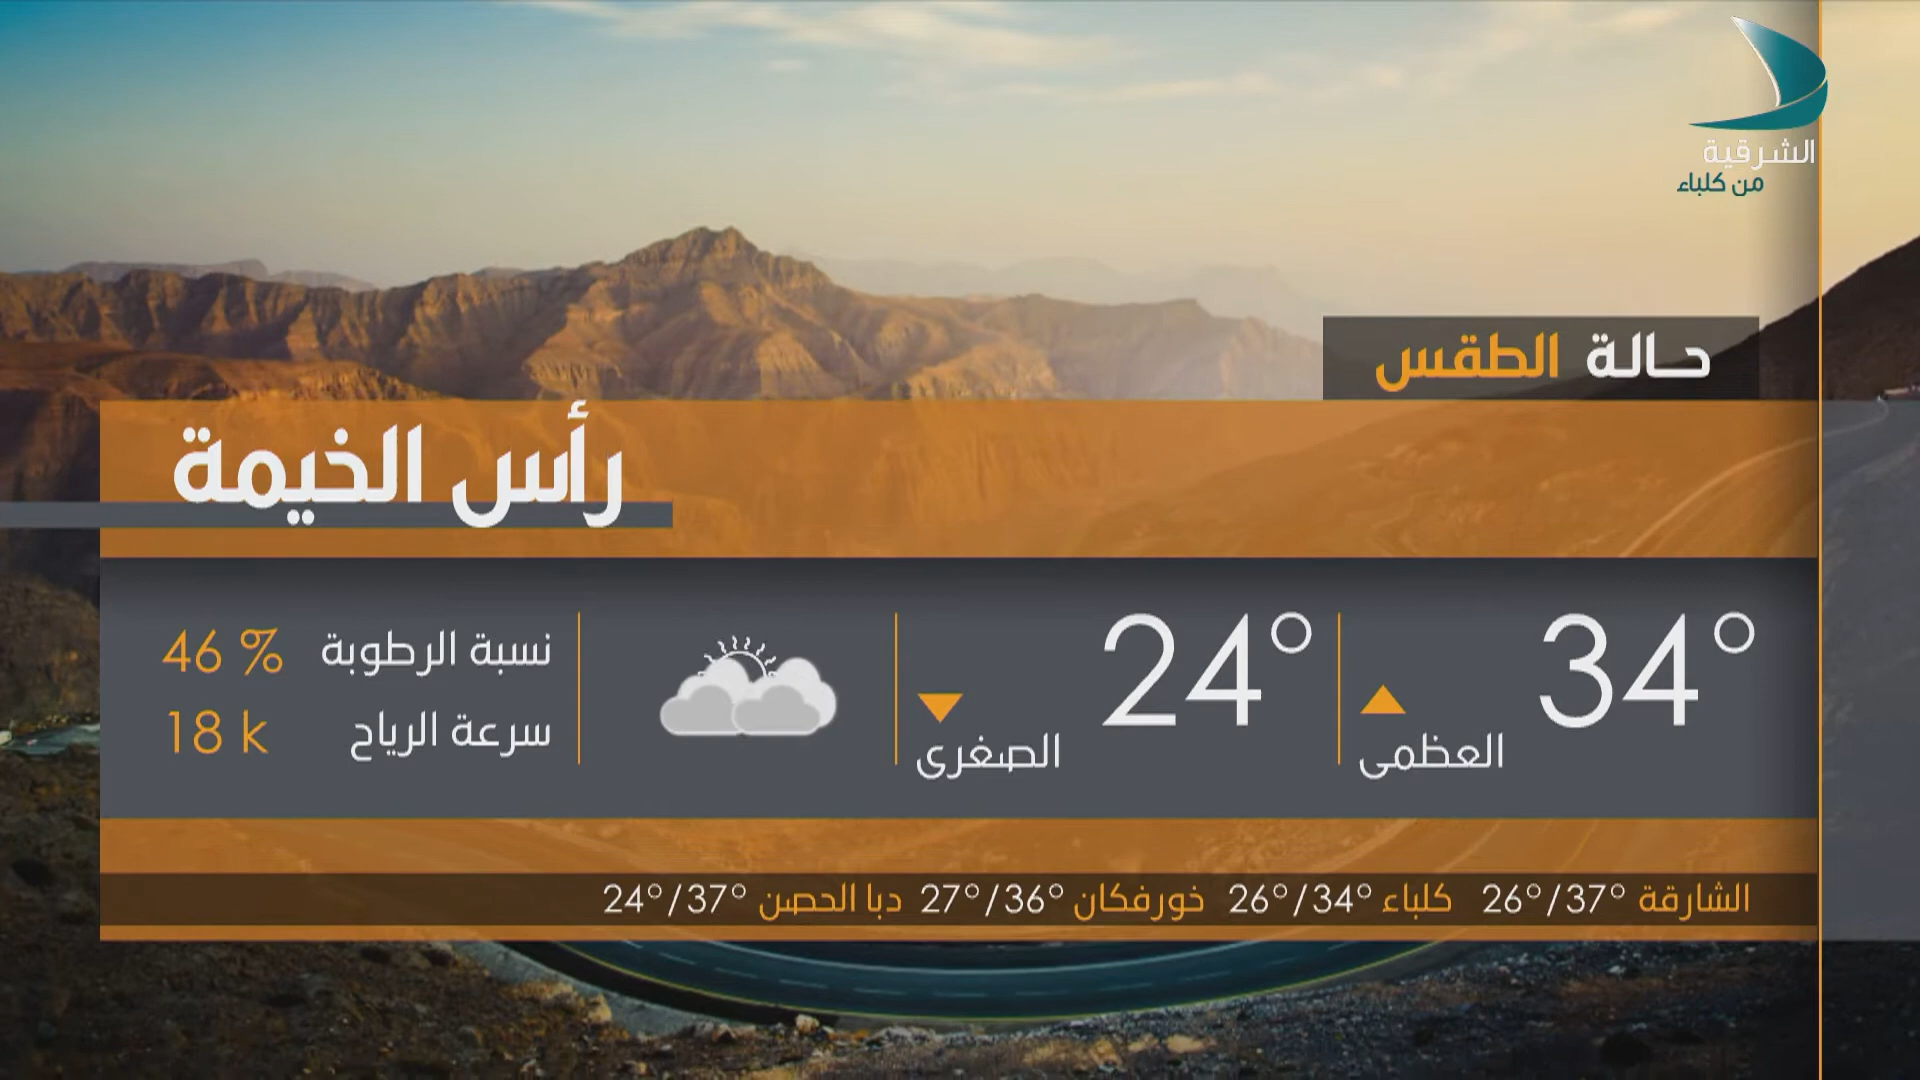 الشرقية
من كلباء
حالة الطقس
رأس الخيمة
34°
العظمى
24°
الصغرى
نسبة الرطوبة 46 %
سرعة الرياح 18 k
الشارقة 26°/37° كلباء 26°/34° خورفكان 27°/36° دبا الحصن 24°/37°